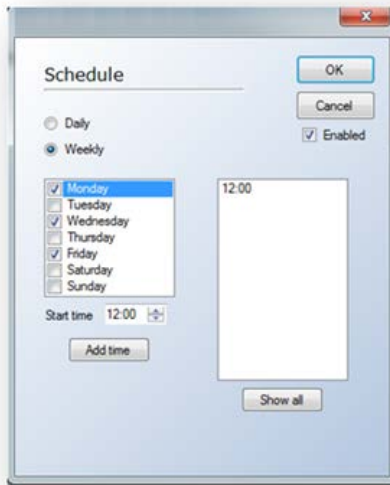 Schedule
OK
Cancel
Enabled
Daily
Weekly
Monday
Tuesday
Wednesday
Thursday
Friday
Saturday
Sunday
12:00
Start time 12:00
Add time
Show all